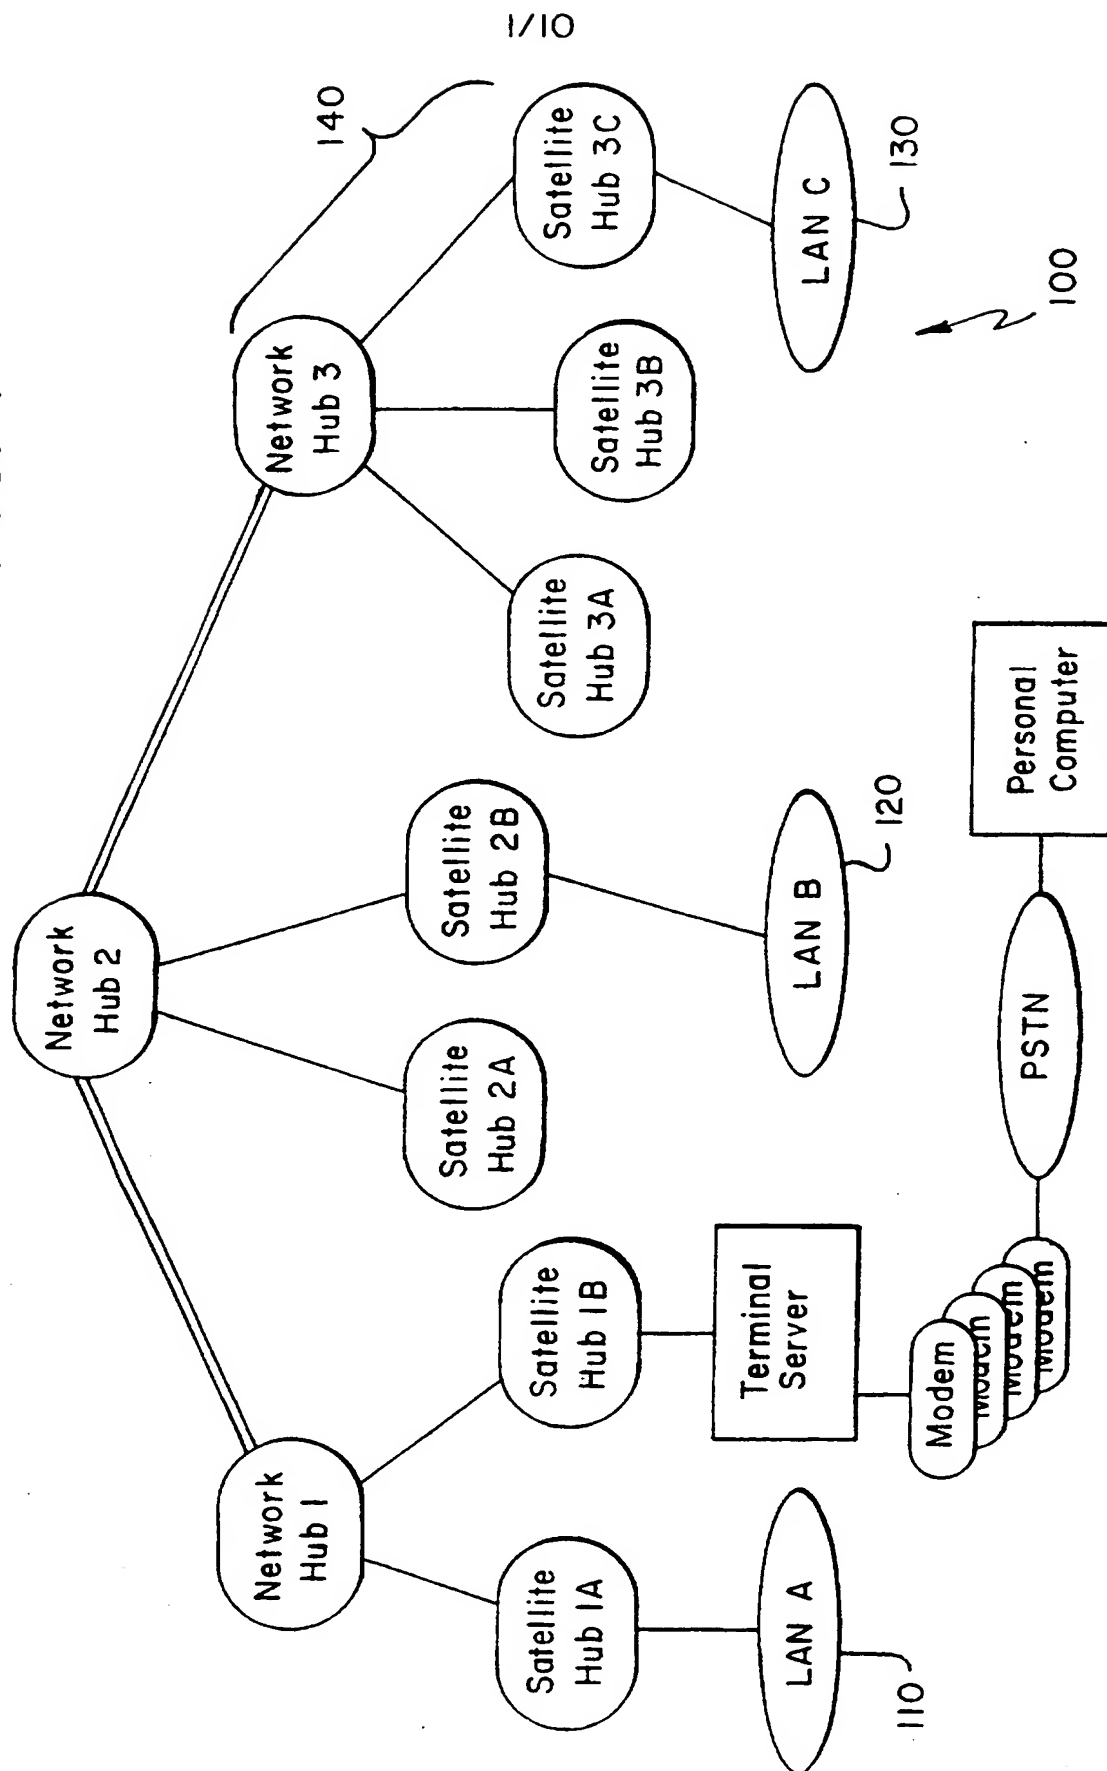 1/10
Network
Hub 2
Network
Hub 1
Network
Hub 3
140
Satellite
Hub 1A
Satellite
Hub 1B
Satellite
Hub 2A
Satellite
Hub 2B
Satellite
Hub 3A
Satellite
Hub 3B
Satellite
Hub 3C
LAN A
110
Terminal
Server
LAN B
120
LAN C
130
Modem
Modem
Modem
Modem
PSTN
Personal
Computer
100